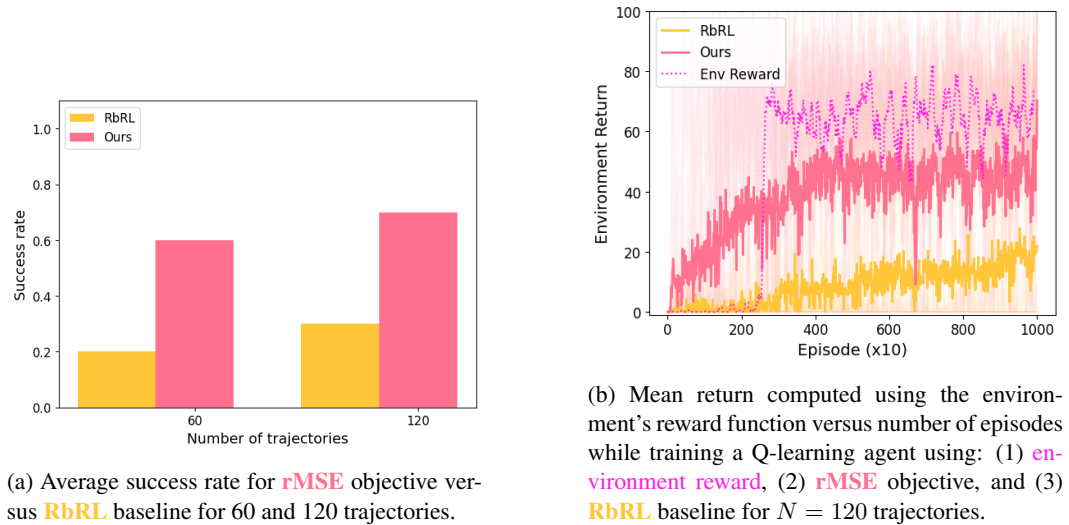 RbRL
Ours
1.0
0.8
0.6
0.4
0.2
0.0
Success rate
60
120
Number of trajectories
(a) Average success rate for rMSE objective ver-
sus RbRL baseline for 60 and 120 trajectories.
RbRL
Ours
Env Reward
100
80
60
40
20
0
Environment Return
0
200
400
600
800
1000
Episode (x10)
(b) Mean return computed using the environ-
ment's reward function versus number of episodes
while training a Q-learning agent using: (1) en-
vironment reward, (2) rMSE objective, and (3)
RbRL baseline for N = 120 trajectories.